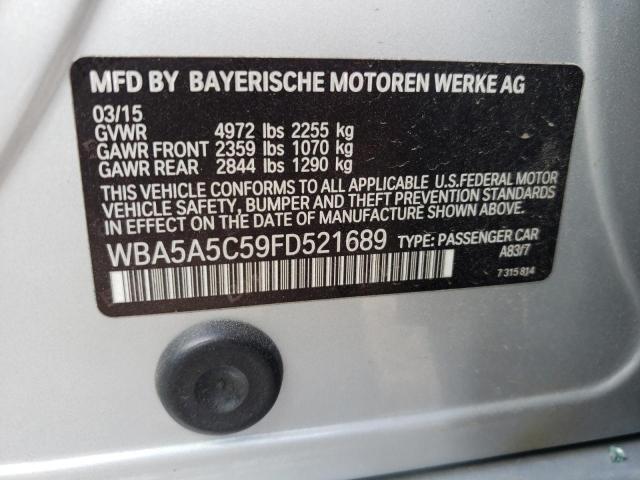 MFD BY BAYERISCHE MOTOREN WERKE AG
03/15
GVWR 4972 lbs 2255 kg
GAWR FRONT 2359 lbs 1070 kg
GAWR REAR 2844 lbs 1290 kg
THIS VEHICLE CONFORMS TO ALL APPLICABLE U.S.FEDERAL MOTOR
VEHICLE SAFETY, BUMPER, AND THEFT PREVENTION STANDARDS
IN EFFECT ON THE DATE OF MANUFACTURE SHOWN ABOVE.
WBA5A5C59FD521689 TYPE: PASSENGER CAR
A83/7
7 315 814